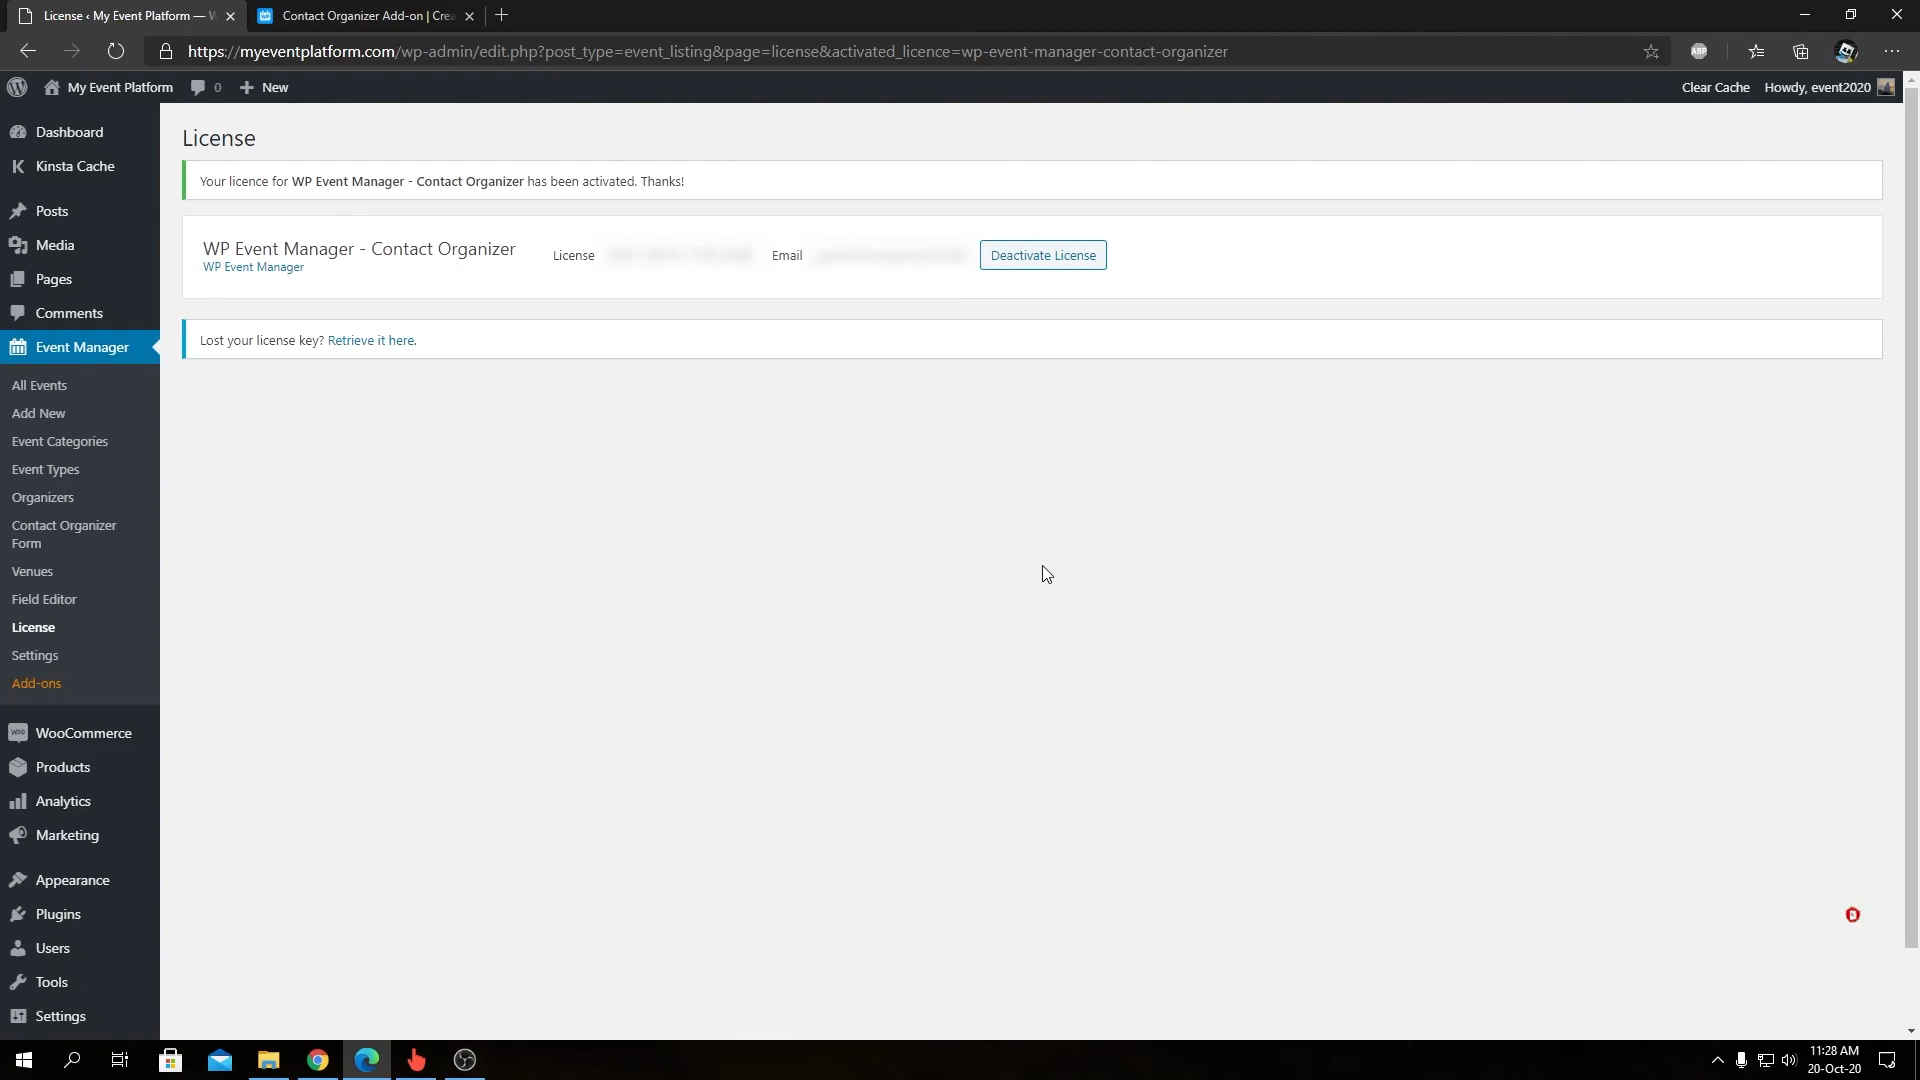 License ‹ My Event Platform — W
Contact Organizer Add-on | Crea
https://myeventplatform.com/wp-admin/edit.php?post_type=event_listing&page=license&activated_licence=wp-event-manager-contact-organizer
ABP
My Event Platform
0
New
Clear Cache
Howdy, event2020
Dashboard
Kinsta Cache
Posts
Media
Pages
Comments
Event Manager
All Events
Add New
Event Categories
Event Types
Organizers
Contact Organizer
Form
Venues
Field Editor
License
Settings
Add-ons
WooCommerce
Products
Analytics
Marketing
Appearance
Plugins
Users
Tools
Settings
License
Your licence for WP Event Manager - Contact Organizer has been activated. Thanks!
WP Event Manager - Contact Organizer
WP Event Manager
License
Email
Deactivate License
Lost your license key? Retrieve it here.
11:28 AM
20-Oct-20